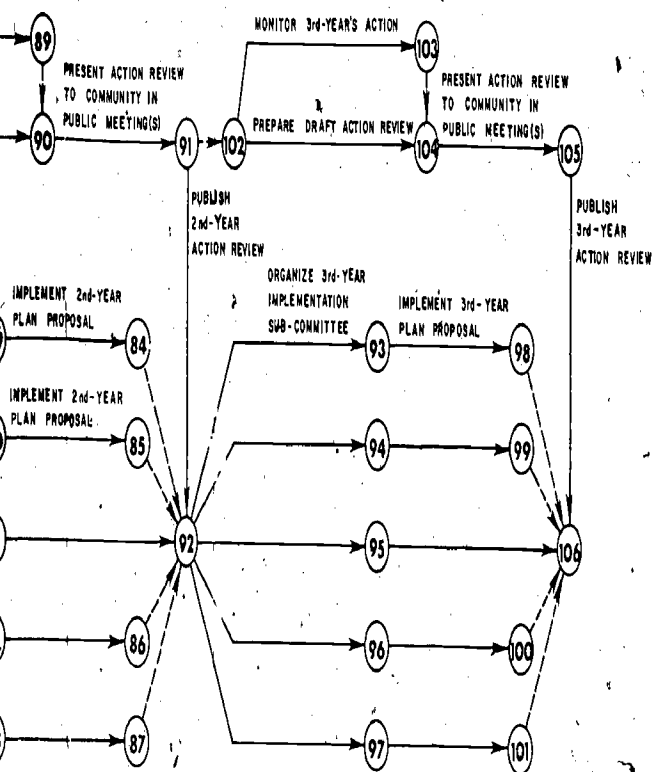 MONITOR 3rd-YEAR'S ACTION
89
103
PRESENT ACTION REVIEW
TO COMMUNITY IN
PUBLIC MEETING(S)
PRESENT ACTION REVIEW
TO COMMUNITY IN
PUBLIC MEETING(S)
PREPARE DRAFT ACTION REVIEW
90
91
102
104
105
PUBLISH
2nd-YEAR
ACTION REVIEW
PUBLISH
3rd-YEAR
ACTION REVIEW
ORGANIZE 3rd-YEAR
IMPLEMENTATION
SUB-COMMITTEE
IMPLEMENT 2nd-YEAR
PLAN PROPOSAL
IMPLEMENT 3rd-YEAR
PLAN PROPOSAL
84
93
98
IMPLEMENT 2nd-YEAR
PLAN PROPOSAL
85
94
99
92
95
106
86
96
100
87
97
101